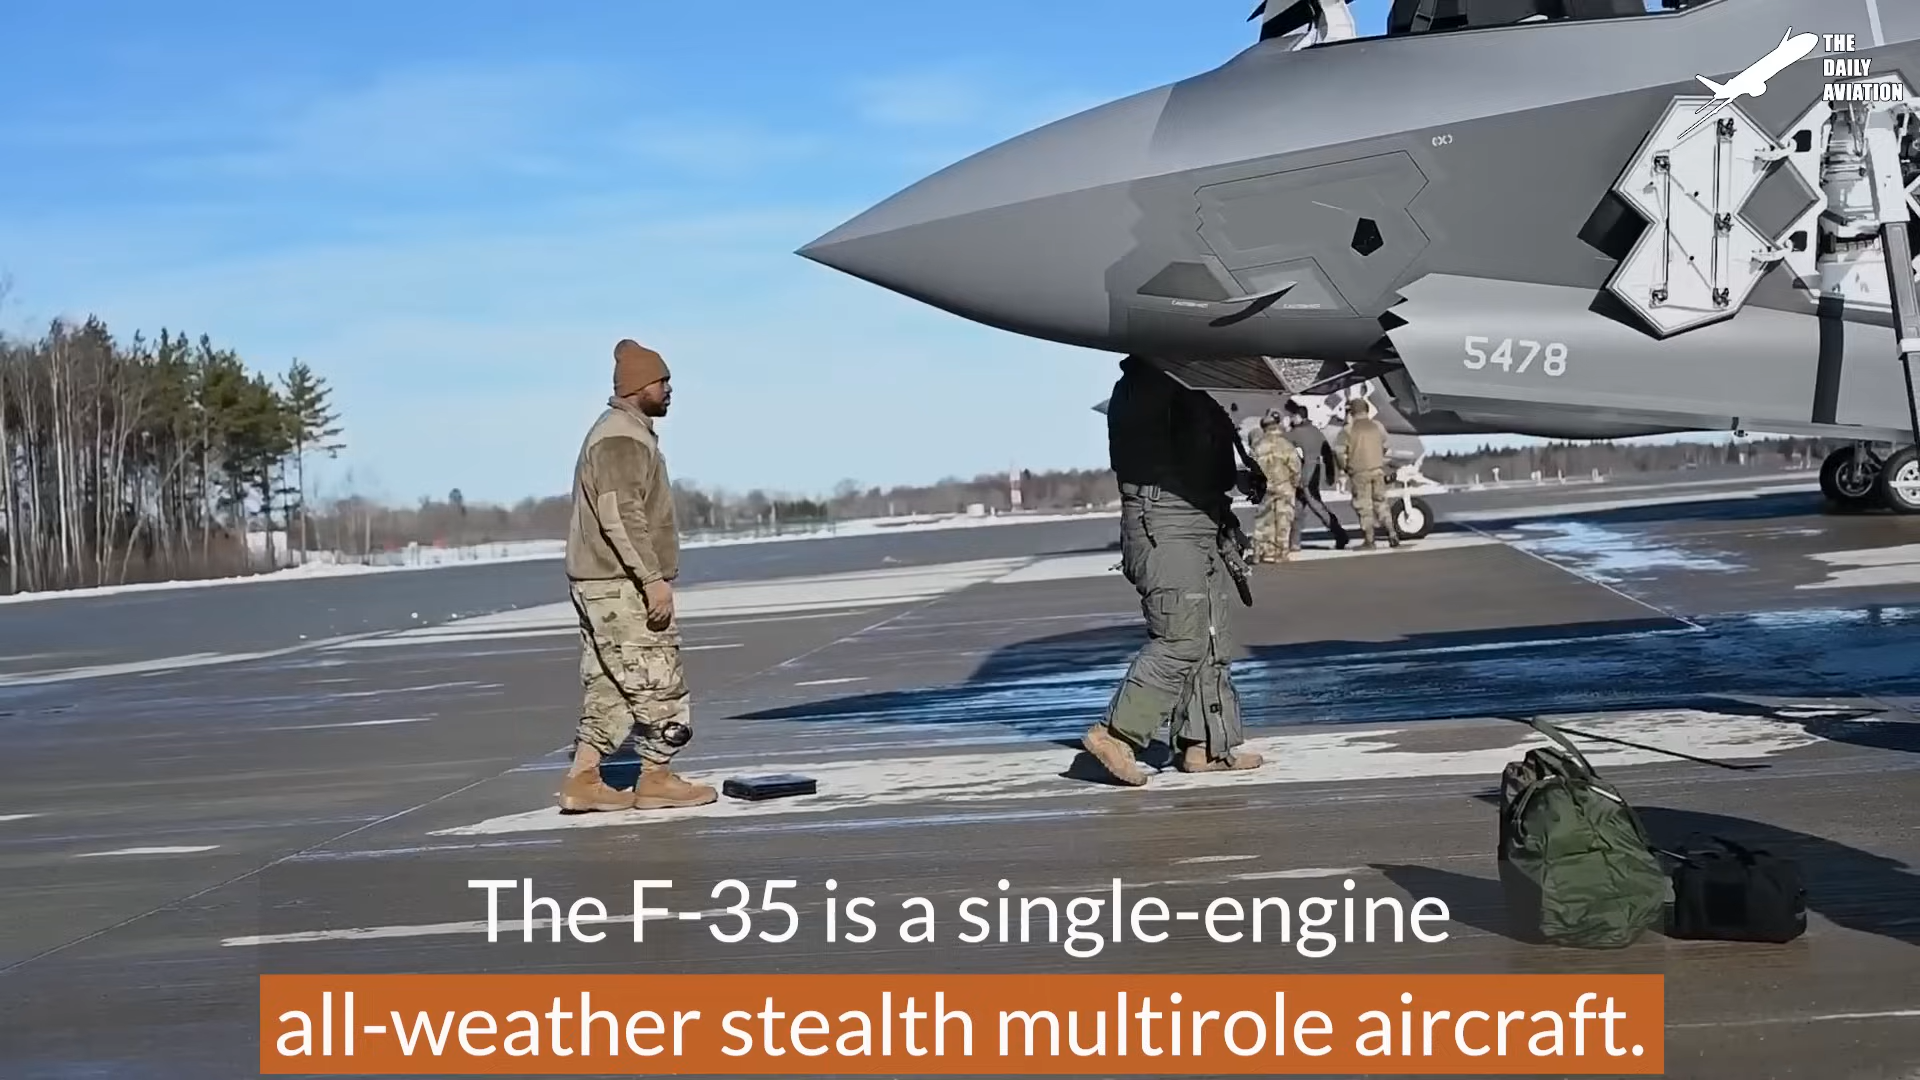 THE
DAILY
AVIATION
5478
The F-35 is a single-engine
all-weather stealth multirole aircraft.